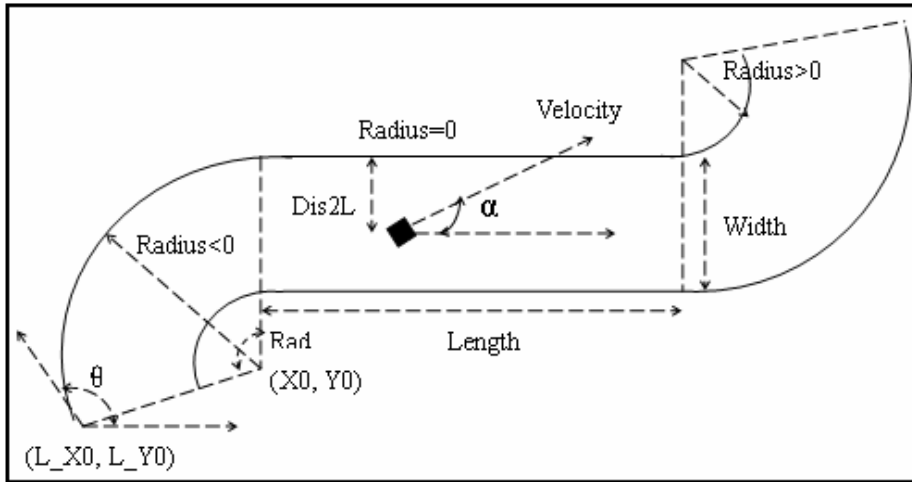 Radius>0
Velocity
Radius=0
Dis2L
α
Width
Radius<0
Rad
Length
θ
(X0, Y0)
(L_X0, L_Y0)